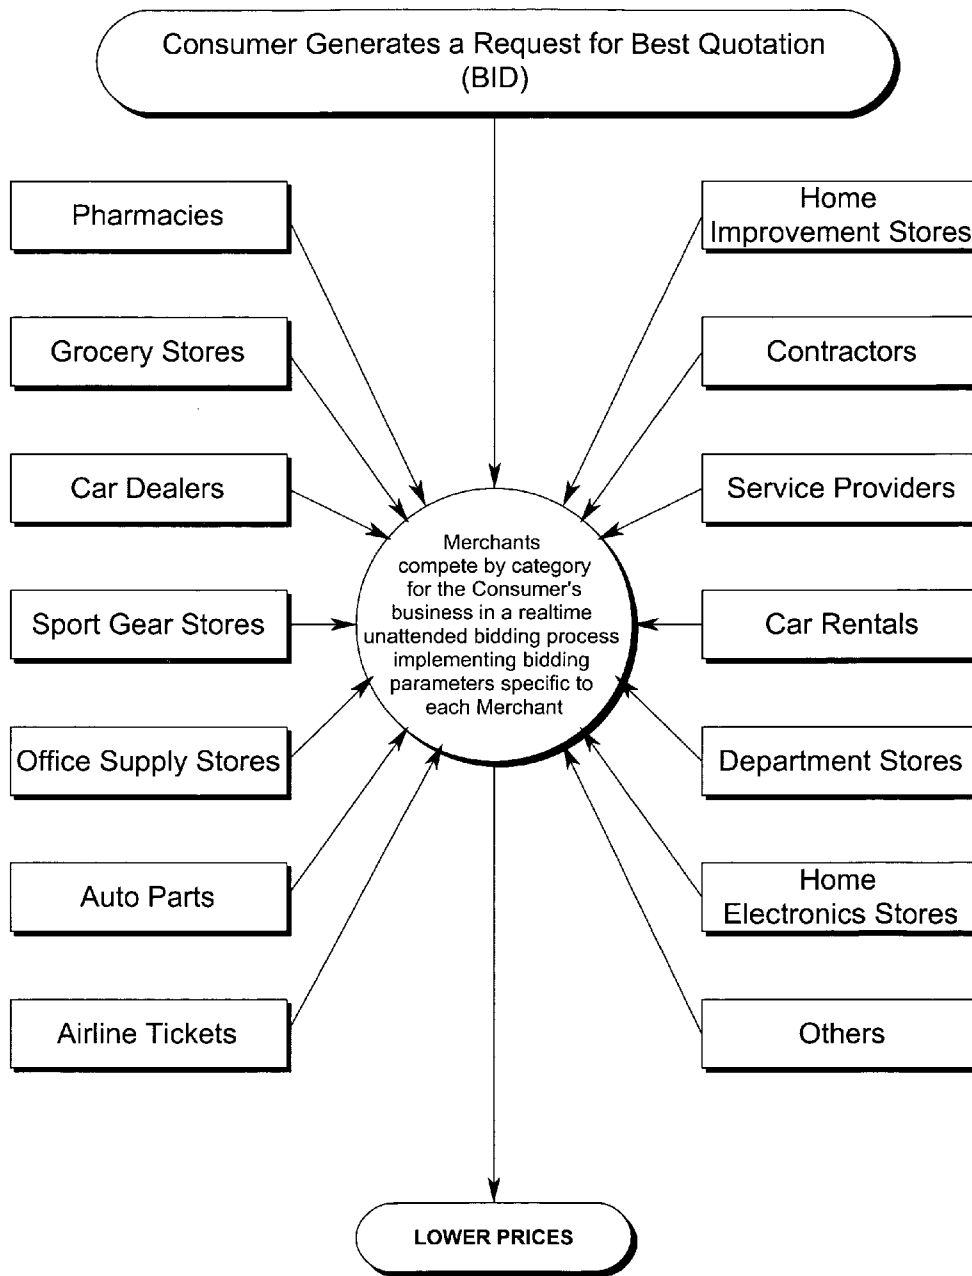 Consumer Generates a Request for Best Quotation
(BID)
Pharmacies
Grocery Stores
Car Dealers
Sport Gear Stores
Office Supply Stores
Auto Parts
Airline Tickets
Merchants
compete by category
for the Consumer's
business in a realtime
unattended bidding process
implementing bidding
parameters specific to
each Merchant
Home
Improvement Stores
Contractors
Service Providers
Car Rentals
Department Stores
Home
Electronics Stores
Others
LOWER PRICES